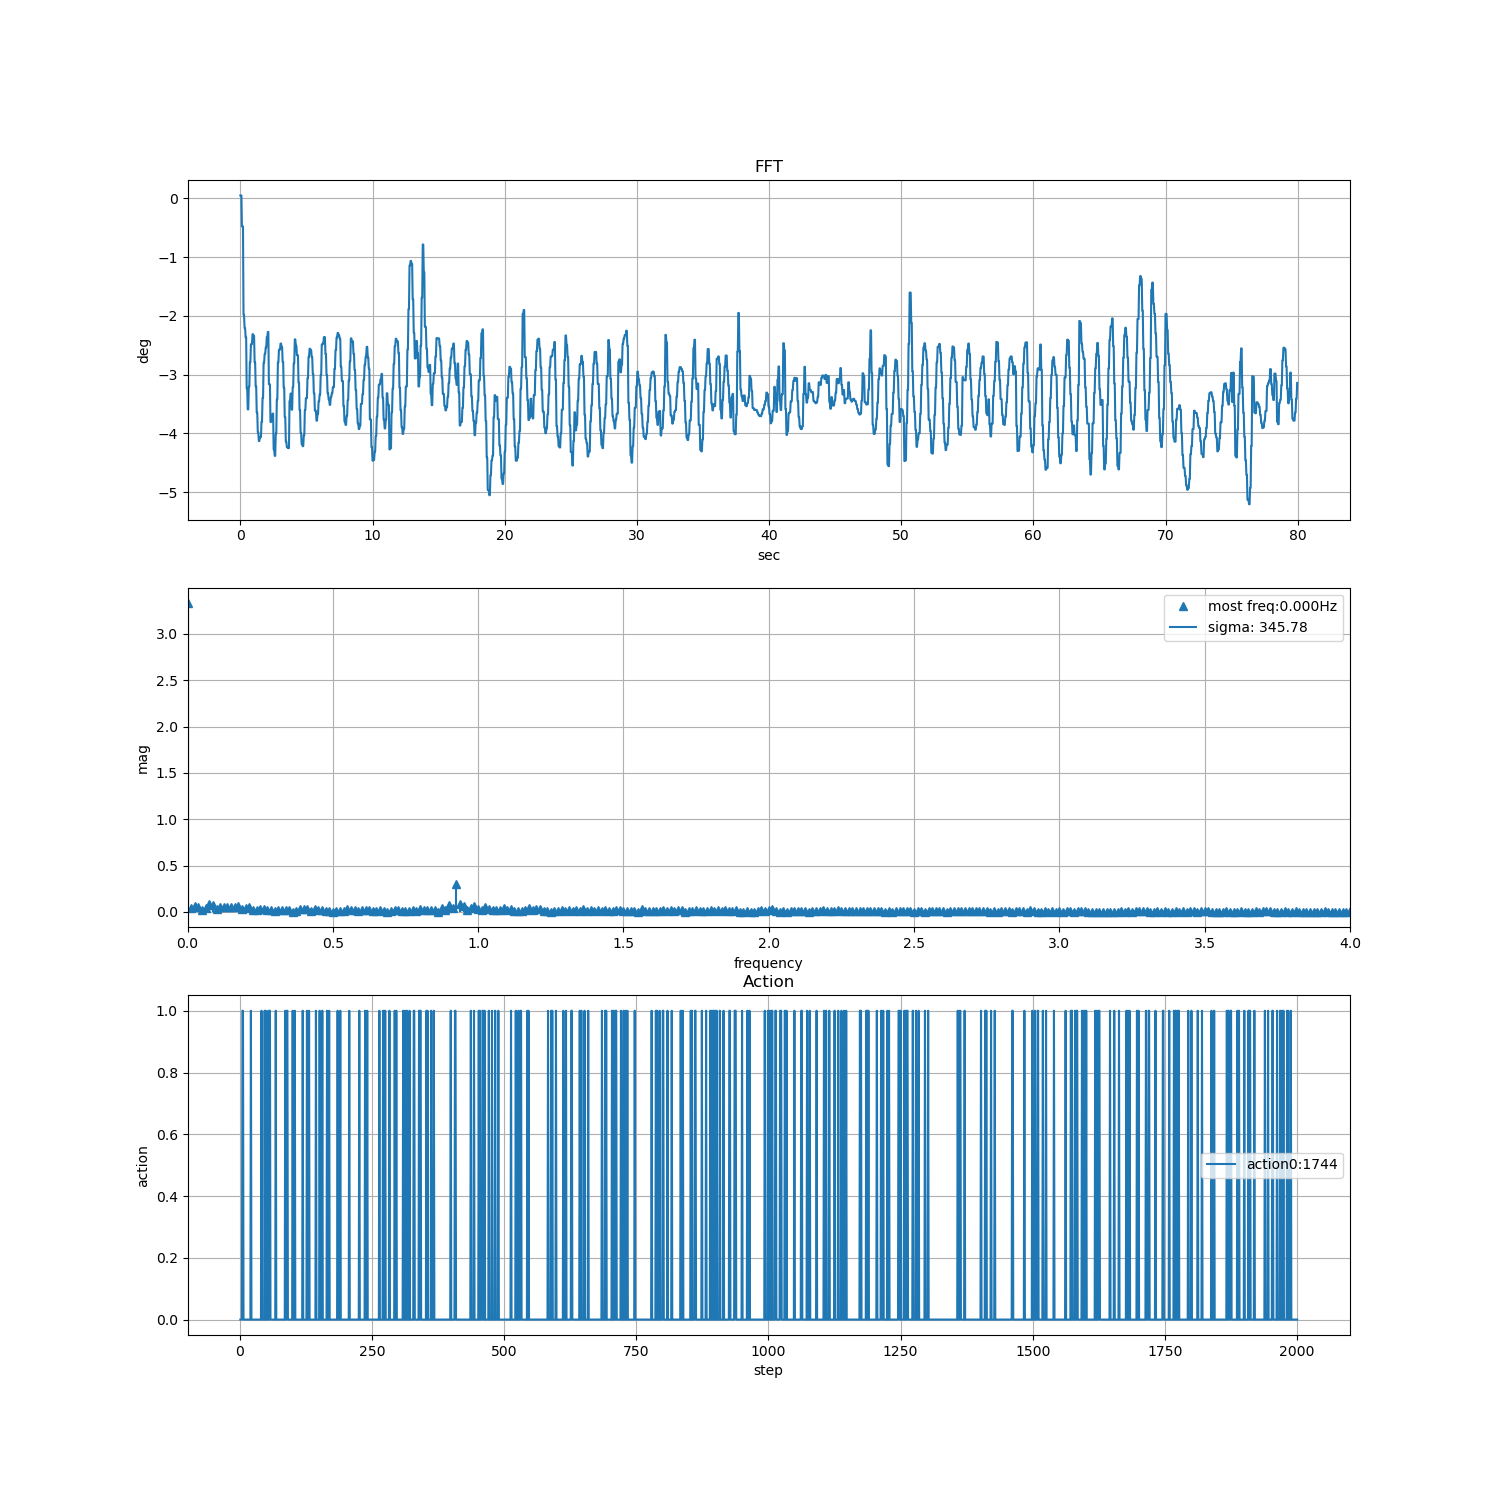 FFT
0
−1
−2
−3
−4
−5
deg
0 10 20 30 40 50 60 70 80
sec
most freq:0.000Hz
sigma: 345.78
3.0
2.5
2.0
1.5
1.0
0.5
0.0
mag
0.0 0.5 1.0 1.5 2.0 2.5 3.0 3.5 4.0
frequency
Action
1.0
0.8
0.6
0.4
0.2
0.0
action
action0:1744
0 250 500 750 1000 1250 1500 1750 2000
step